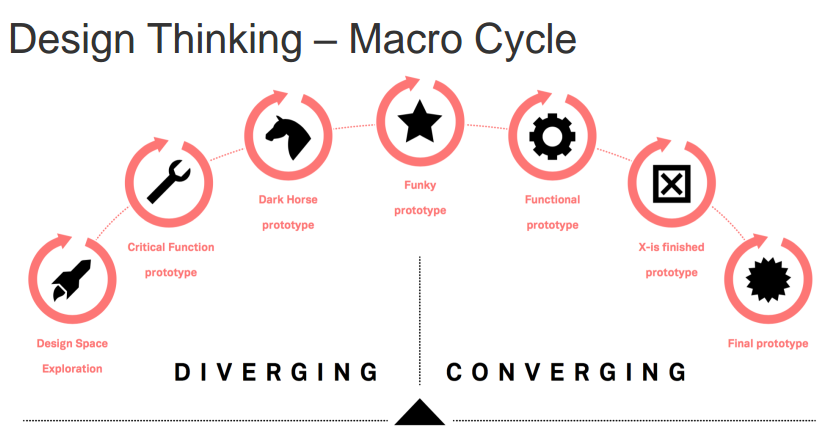 Design Thinking – Macro Cycle
Design Space
Exploration
Critical Function
prototype
Dark Horse
prototype
Funky
prototype
Functional
prototype
X-is finished
prototype
Final prototype
DIVERGING
CONVERGING